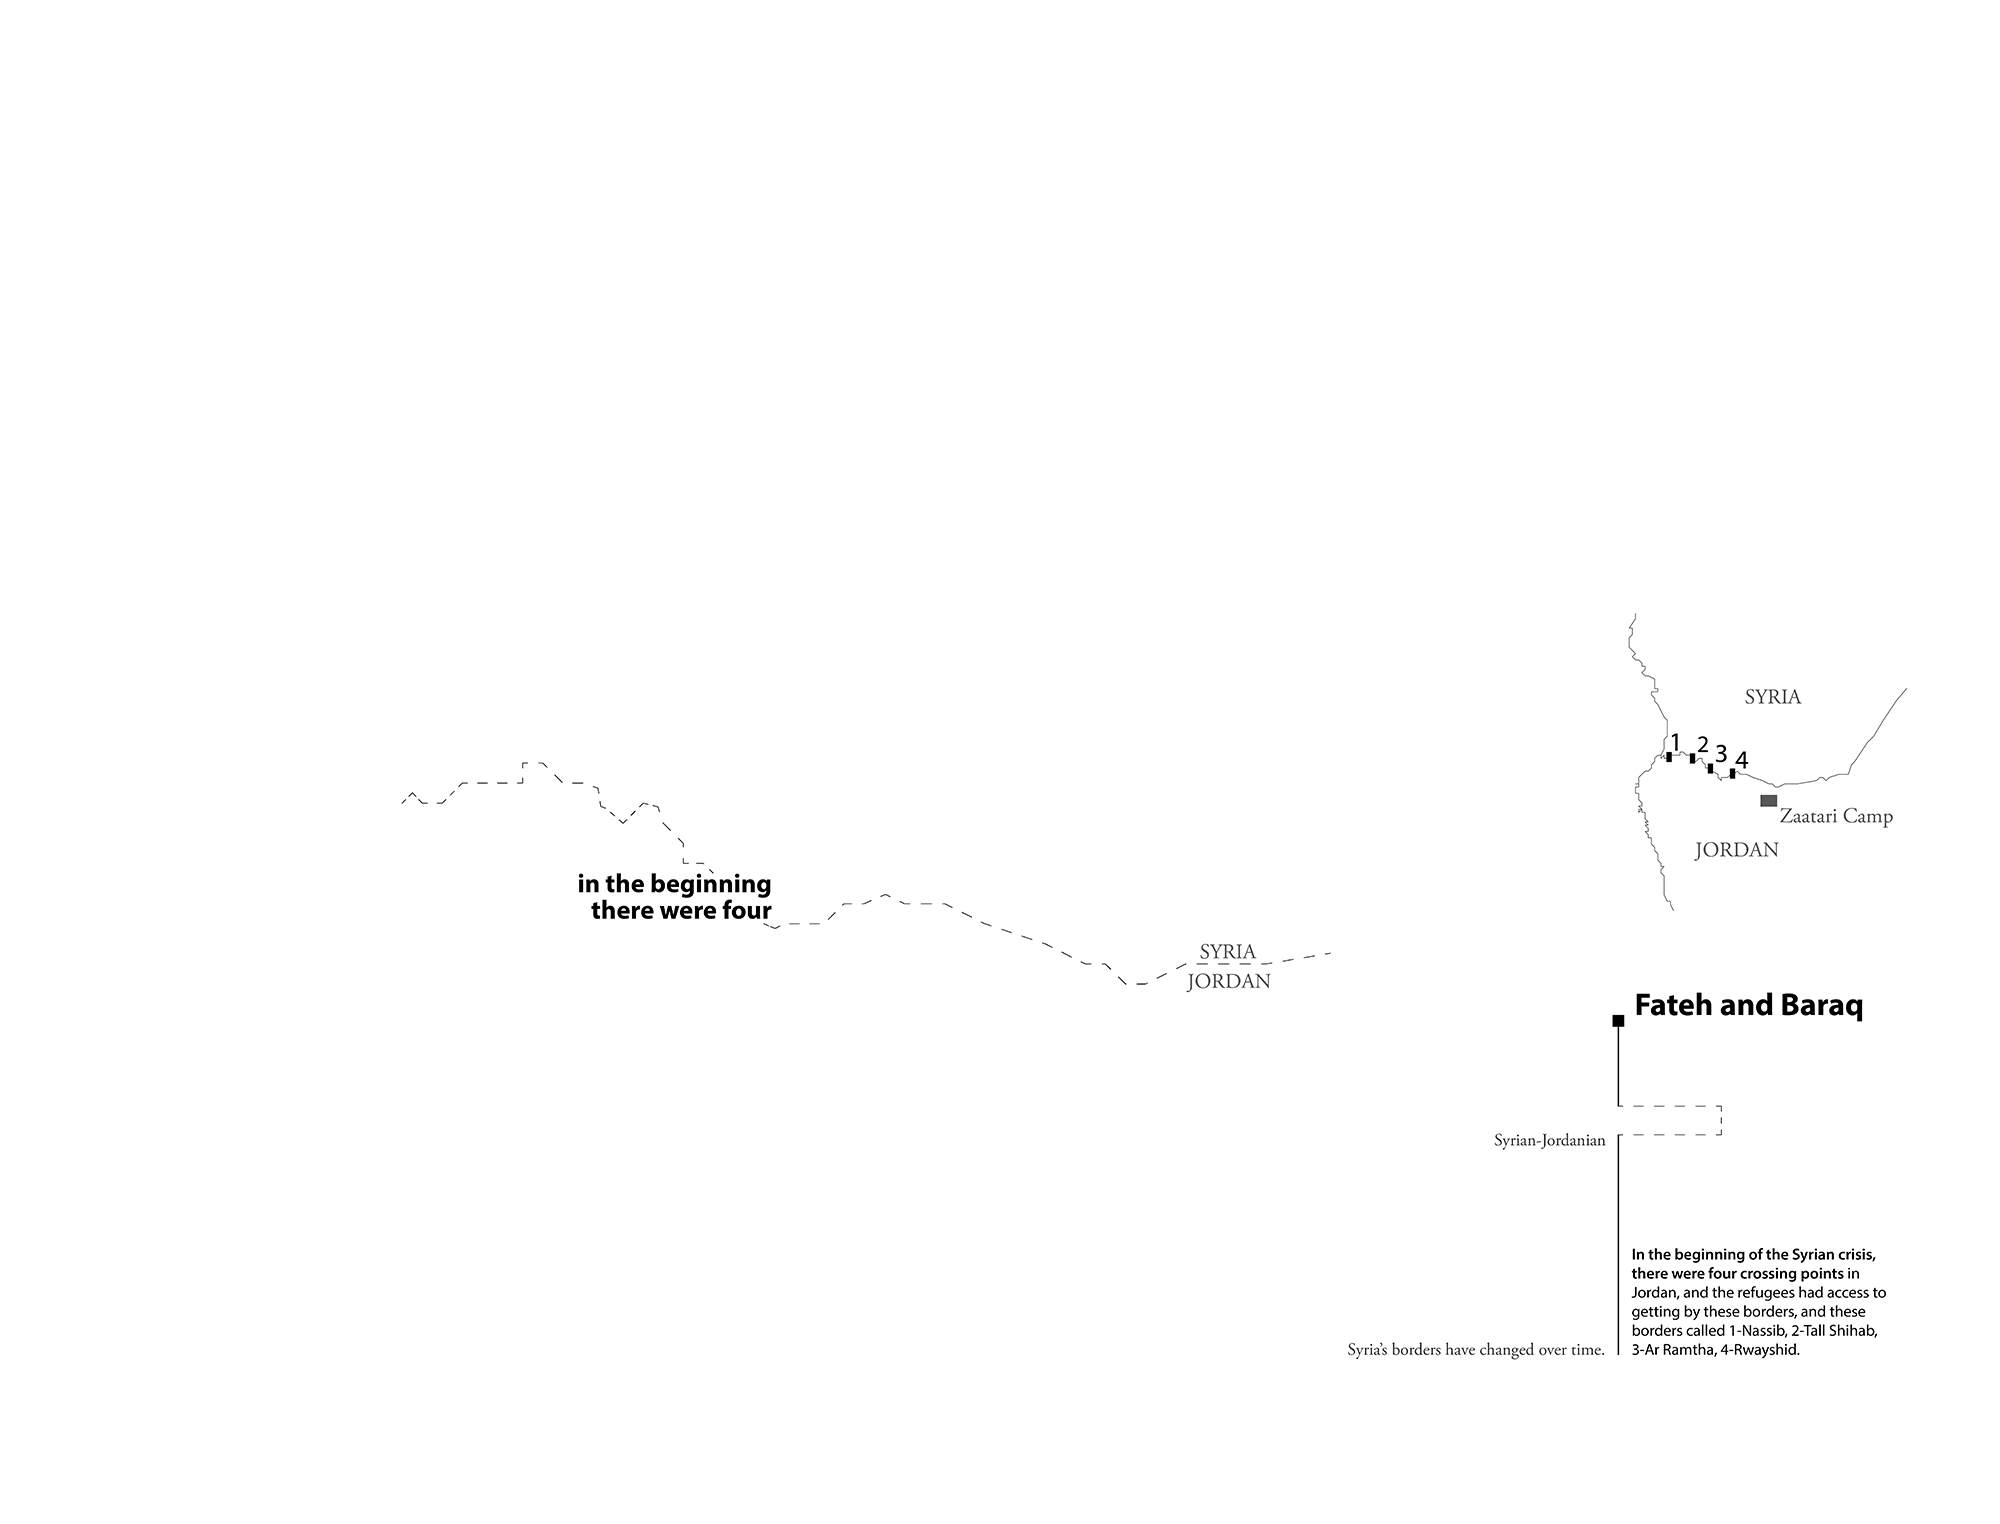 in the beginning
there were four
SYRIA
JORDAN
SYRIA
1
2
3
4
Zaatari Camp
JORDAN
Fateh and Baraq
Syrian-Jordanian
In the beginning of the Syrian crisis,
there were four crossing points in
Jordan, and the refugees had access to
getting by these borders, and these
borders called 1-Nassib, 2-Tall Shihab,
3-Ar Ramtha, 4-Rwayshid.
Syria's borders have changed over time.